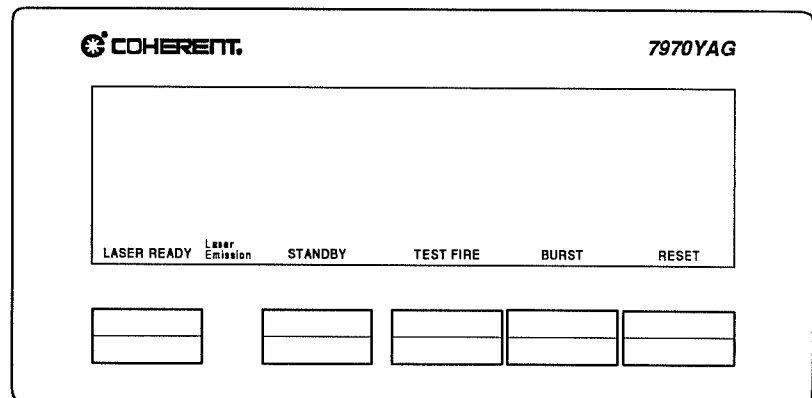 COHERENT. 7970YAG
LASER READY Laser Emission STANDBY TEST FIRE BURST RESET